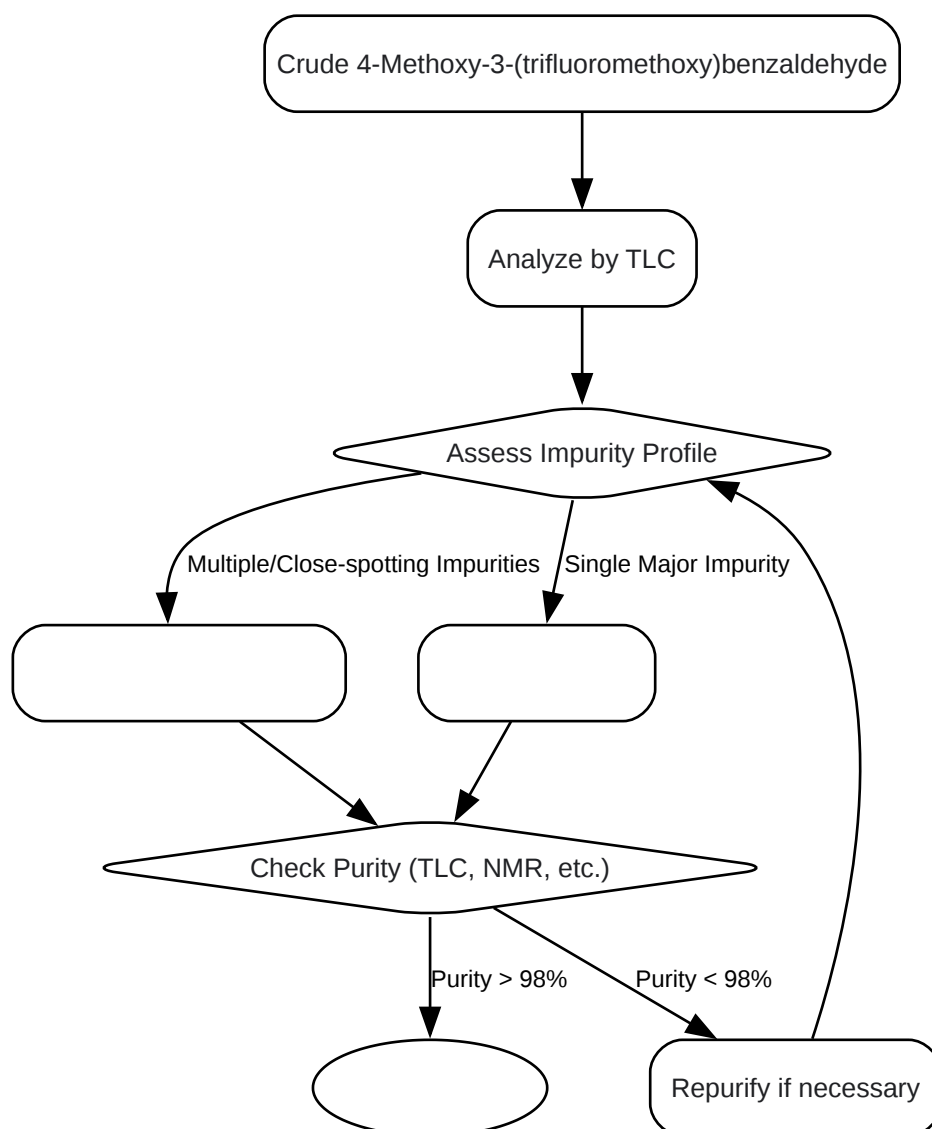 Crude 4-Methoxy-3-(trifluoromethoxy)benzaldehyde
Analyze by TLC
Assess Impurity Profile
Multiple/Close-spotting Impurities
Single Major Impurity
Check Purity (TLC, NMR, etc.)
Purity > 98%
Purity < 98%
Repurify if necessary